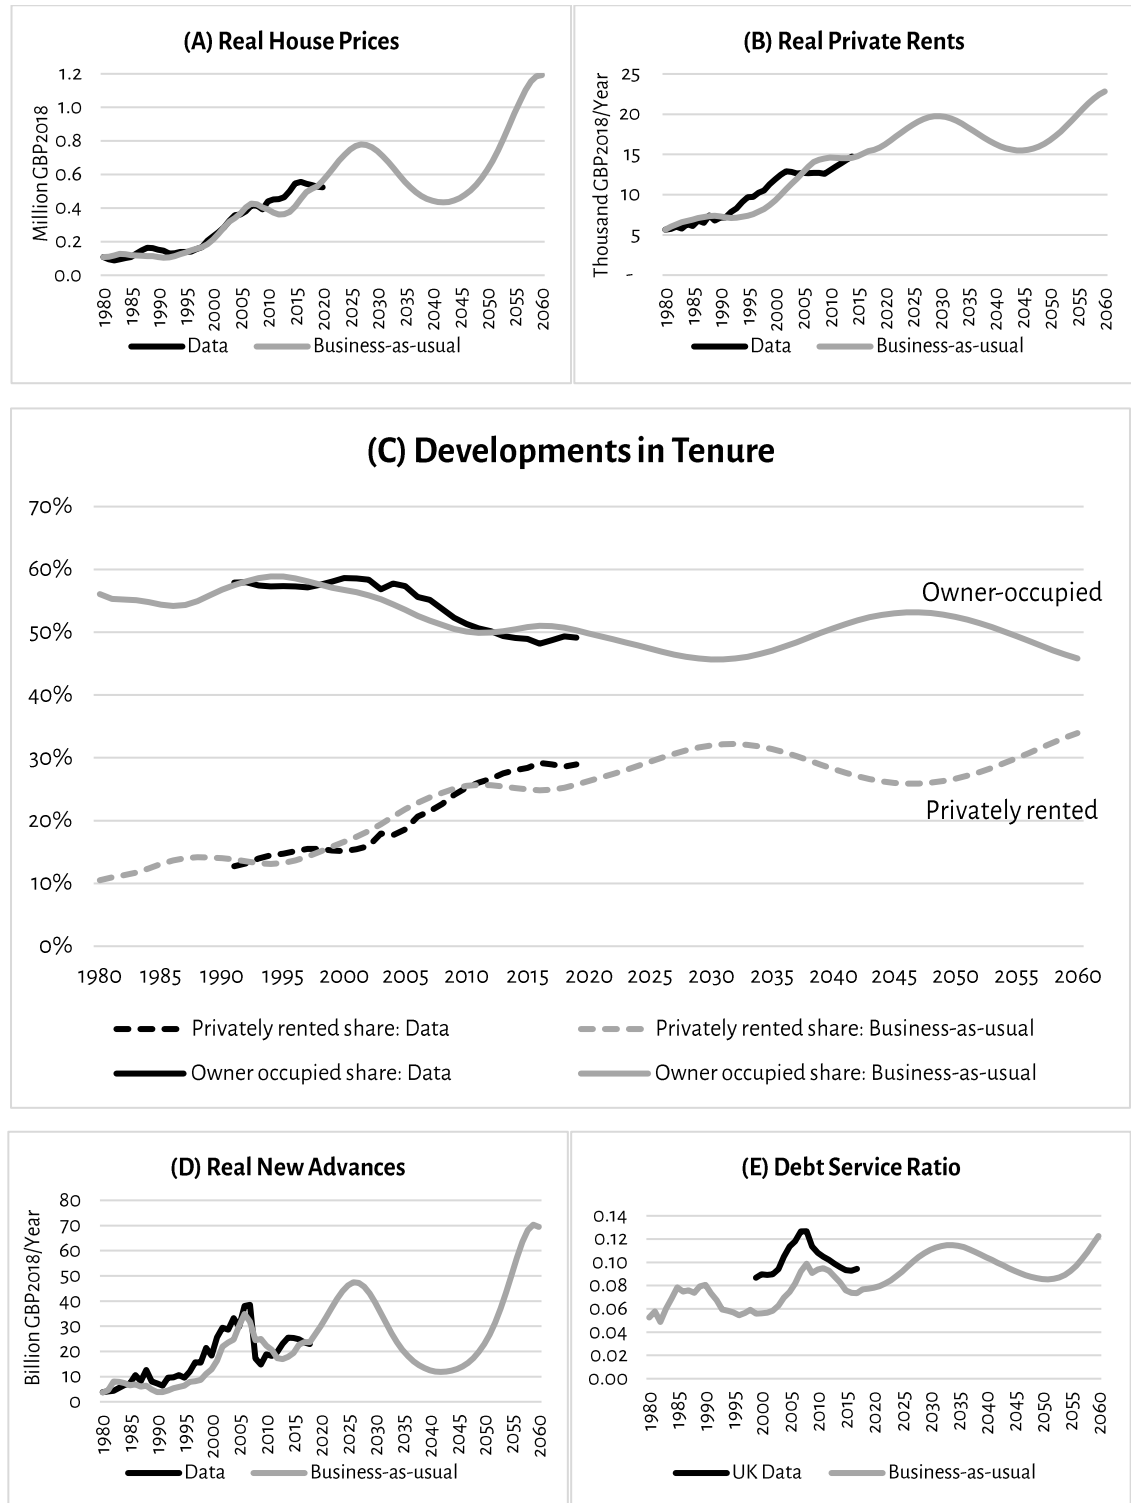 (A) Real House Prices
Million GBP2018
1.2
1.0
0.8
0.6
0.4
0.2
0.0
1980 1985 1990 1995 2000 2005 2010 2015 2020 2025 2030 2035 2040 2045 2050 2055 2060
Data Business-as-usual
(B) Real Private Rents
Thousand GBP2018/Year
25
20
15
10
5
-
1980 1985 1990 1995 2000 2005 2010 2015 2020 2025 2030 2035 2040 2045 2050 2055 2060
Data Business-as-usual
(C) Developments in Tenure
70%
60%
Owner-occupied
50%
40%
30%
Privately rented
20%
10%
0%
1980 1985 1990 1995 2000 2005 2010 2015 2020 2025 2030 2035 2040 2045 2050 2055 2060
Privately rented share: Data Privately rented share: Business-as-usual
Owner occupied share: Data Owner occupied share: Business-as-usual
(D) Real New Advances
Billion GBP2018/Year
80
70
60
50
40
30
20
10
0
1980 1985 1990 1995 2000 2005 2010 2015 2020 2025 2030 2035 2040 2045 2050 2055 2060
Data Business-as-usual
(E) Debt Service Ratio
0.14
0.12
0.10
0.08
0.06
0.04
0.02
0.00
1980 1985 1990 1995 2000 2005 2010 2015 2020 2025 2030 2035 2040 2045 2050 2055 2060
UK Data Business-as-usual